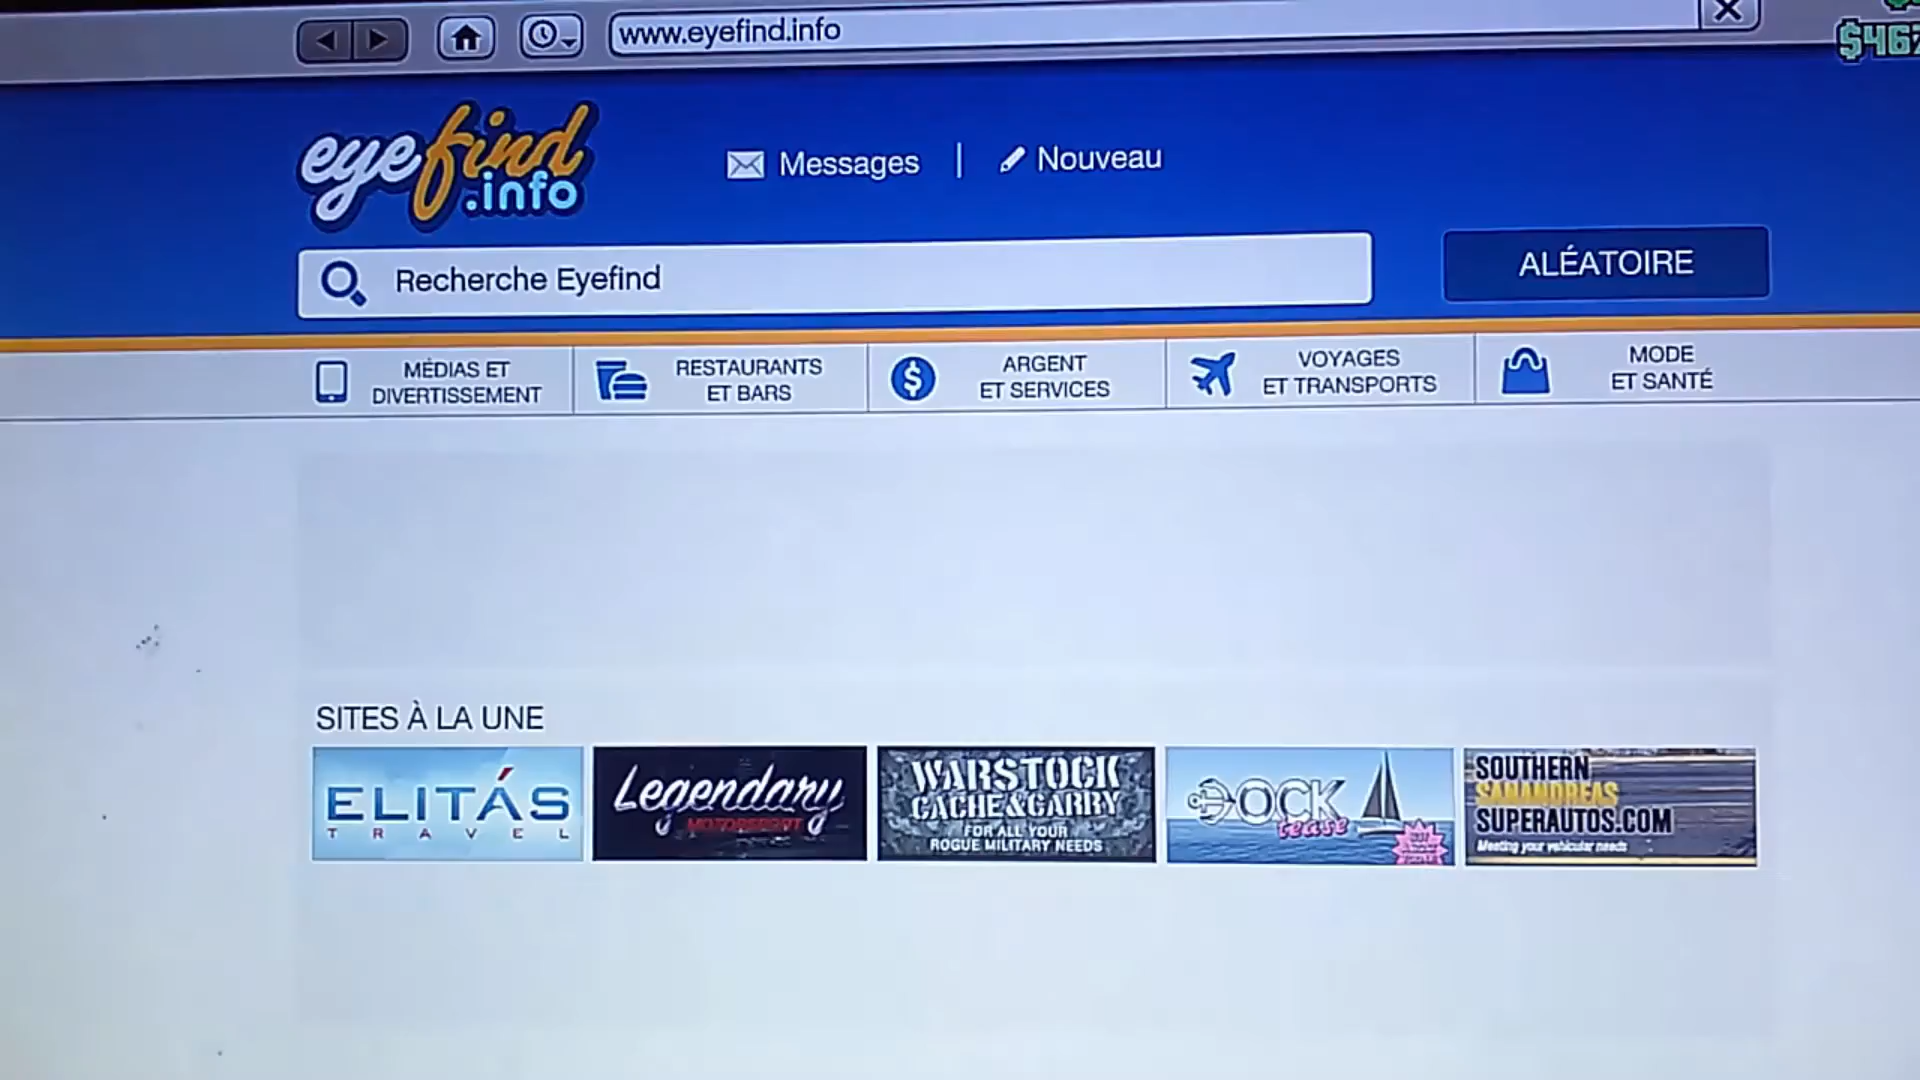 www.eyefind.info
eyefind
.info
Messages | Nouveau
Recherche Eyefind
ALÉATOIRE
MÉDIAS ET
DIVERTISSEMENT
RESTAURANTS
ET BARS
ARGENT
ET SERVICES
VOYAGES
ET TRANSPORTS
MODE
ET SANTÉ
SITES À LA UNE
ELITÁS
TRAVEL
Legendary
MOTORSPORT
WARSTOCK
CACHE & CARRY
FOR ALL YOUR
ROGUE MILITARY NEEDS
DOCK
tease
SOUTHERN
SANANDREAS
SUPERAUTOS.COM
Meeting your vehicular needs